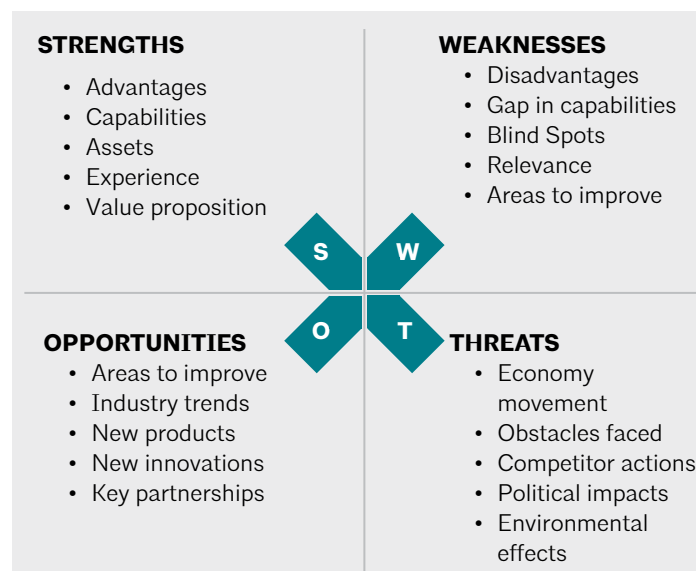 STRENGTHS
• Advantages
• Capabilities
• Assets
• Experience
• Value proposition
WEAKNESSES
• Disadvantages
• Gap in capabilities
• Blind Spots
• Relevance
• Areas to improve
S
W
O
T
OPPORTUNITIES
• Areas to improve
• Industry trends
• New products
• New innovations
• Key partnerships
THREATS
• Economy
movement
• Obstacles faced
• Competitor actions
• Political impacts
• Environmental
effects